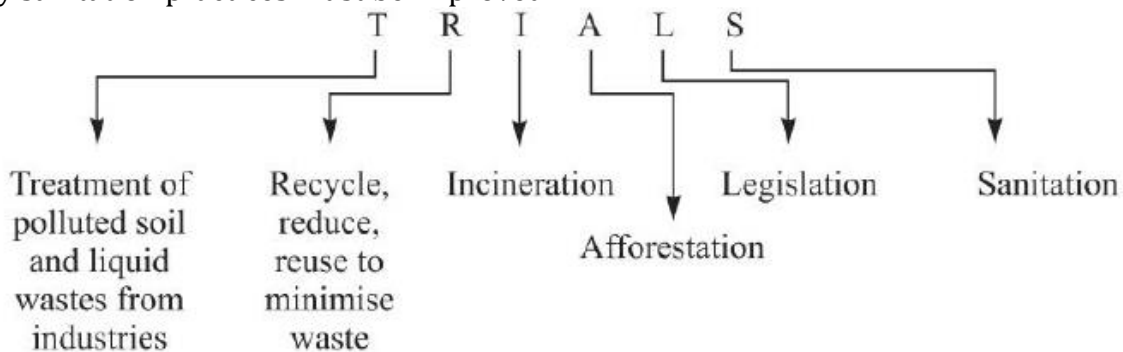 T R I A L S
Treatment of
polluted soil
and liquid
wastes from
industries
Recycle,
reduce,
reuse to
minimise
waste
Incineration
Afforestation
Legislation
Sanitation